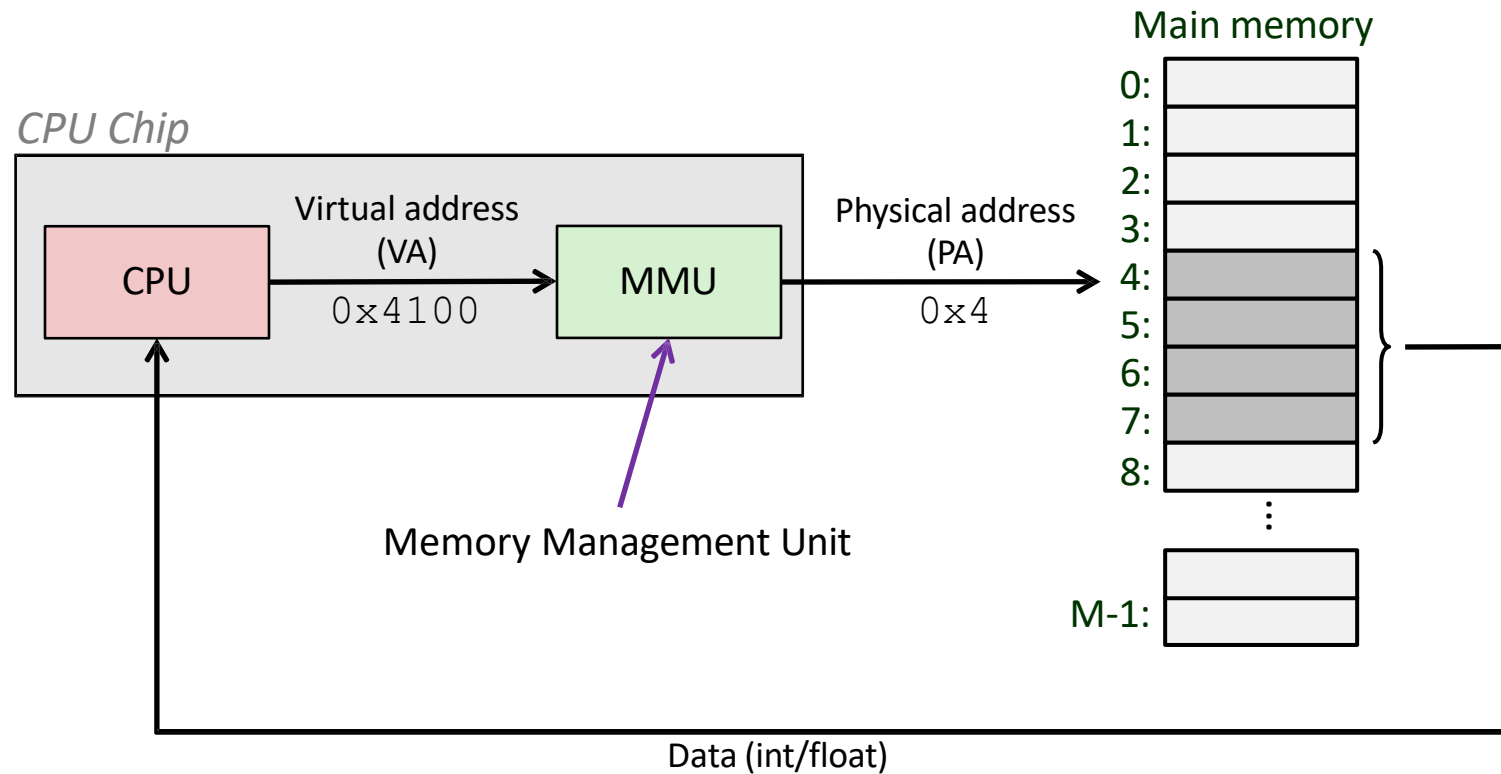 Main memory
CPU Chip
0:
1:
2:
3:
4:
5:
6:
7:
8:
...
M-1:
Virtual address
(VA)
0x4100
CPU
MMU
Physical address
(PA)
0x4
Memory Management Unit
Data (int/float)